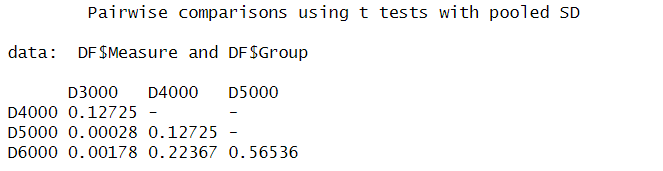 Pairwise comparisons using t tests with pooled SD
data:  DF$Measure and DF$Group
D3000 D4000 D5000
D4000 0.12725 - -
D5000 0.00028 0.12725 -
D6000 0.00178 0.22367 0.56536